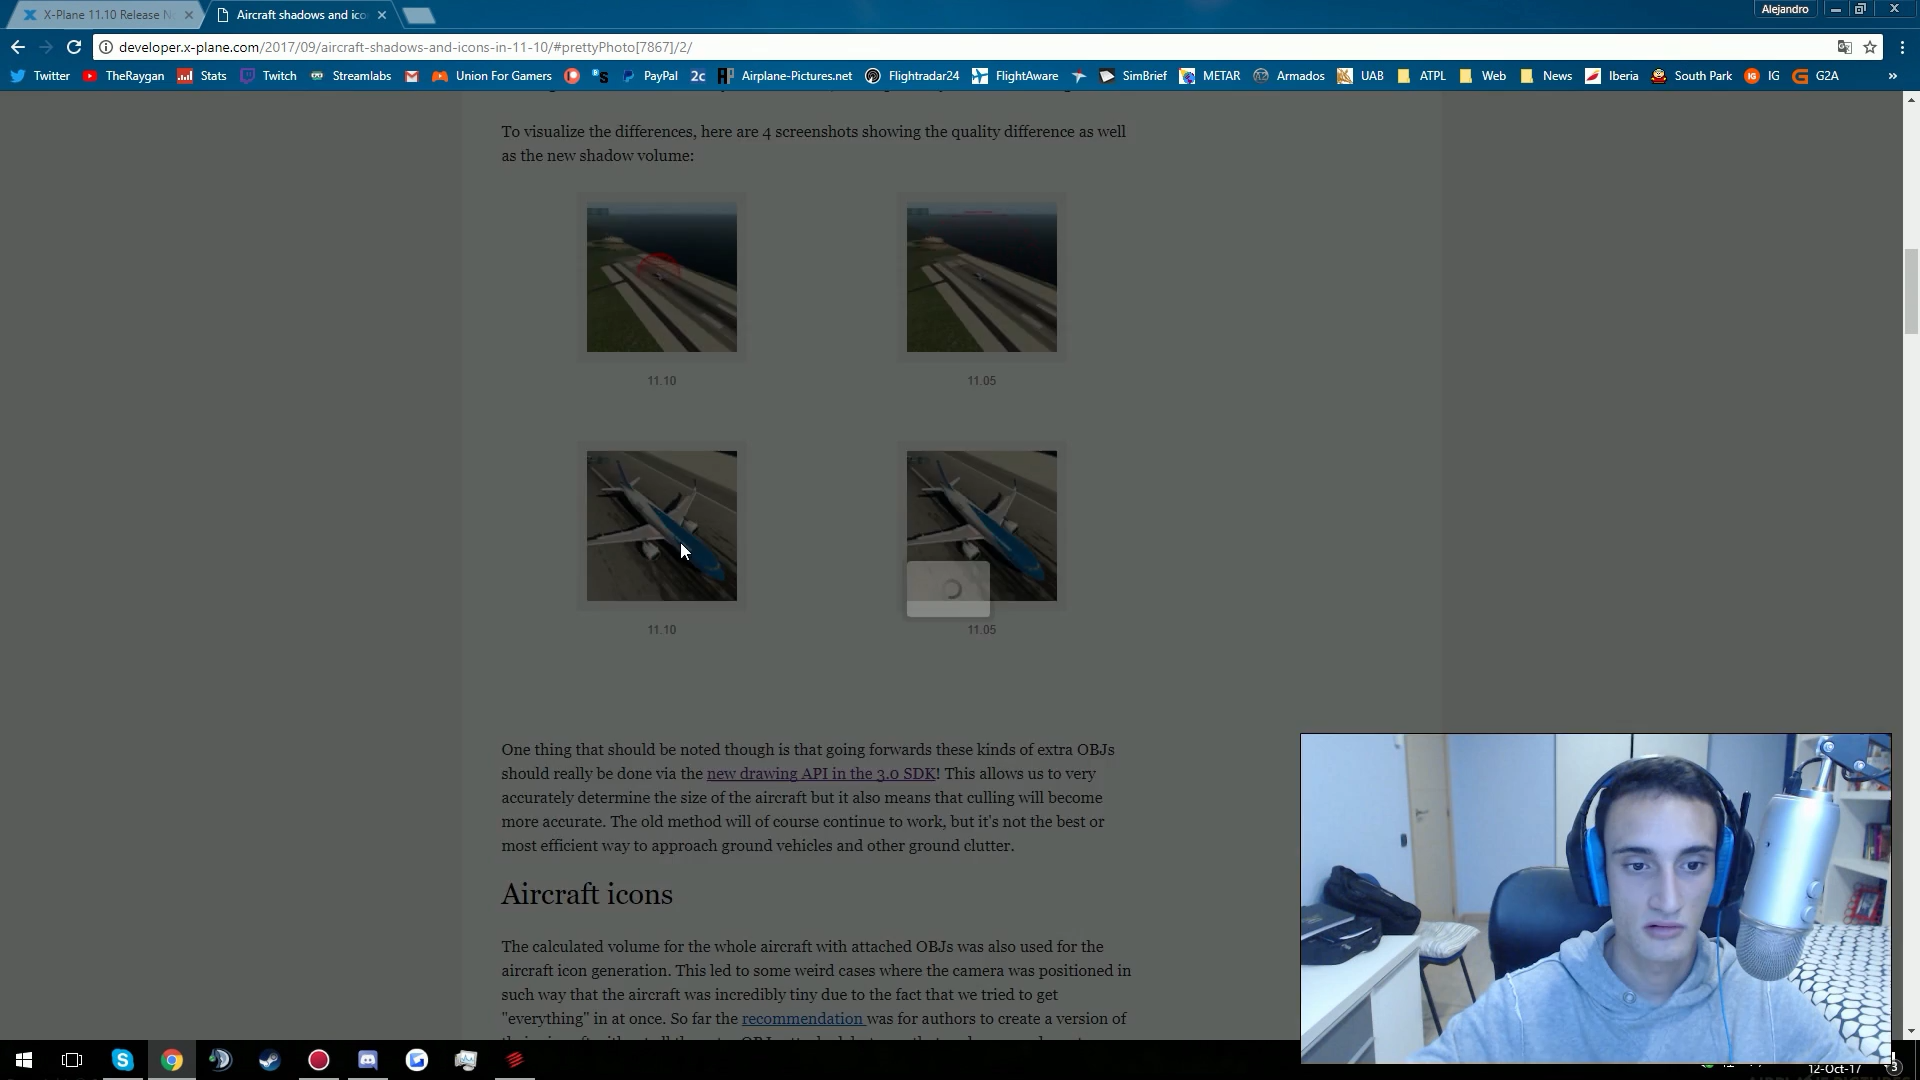 X-Plane 11.10 Release N
Aircraft shadows and ico
Alejandro
developer.x-plane.com/2017/09/aircraft-shadows-and-icons-in-11-10/#prettyPhoto[7867]/2/
Twitter TheRaygan Stats Twitch Streamlabs Union For Gamers PayPal 2c Airplane-Pictures.net Flightradar24 FlightAware SimBrief METAR Armados UAB ATPL Web News Iberia South Park IG G2A »
To visualize the differences, here are 4 screenshots showing the quality difference as well
as the new shadow volume:
11.10 11.05
11.10 11.05
One thing that should be noted though is that going forwards these kinds of extra OBJs
should really be done via the new drawing API in the 3.0 SDK! This allows us to very
accurately determine the size of the aircraft but it also means that culling will become
more accurate. The old method will of course continue to work, but it's not the best or
most efficient way to approach ground vehicles and other ground clutter.
Aircraft icons
The calculated volume for the whole aircraft with attached OBJs was also used for the
aircraft icon generation. This led to some weird cases where the camera was positioned in
such way that the aircraft was incredibly tiny due to the fact that we tried to get
"everything" in at once. So far the recommendation was for authors to create a version of
12-Oct-17
3